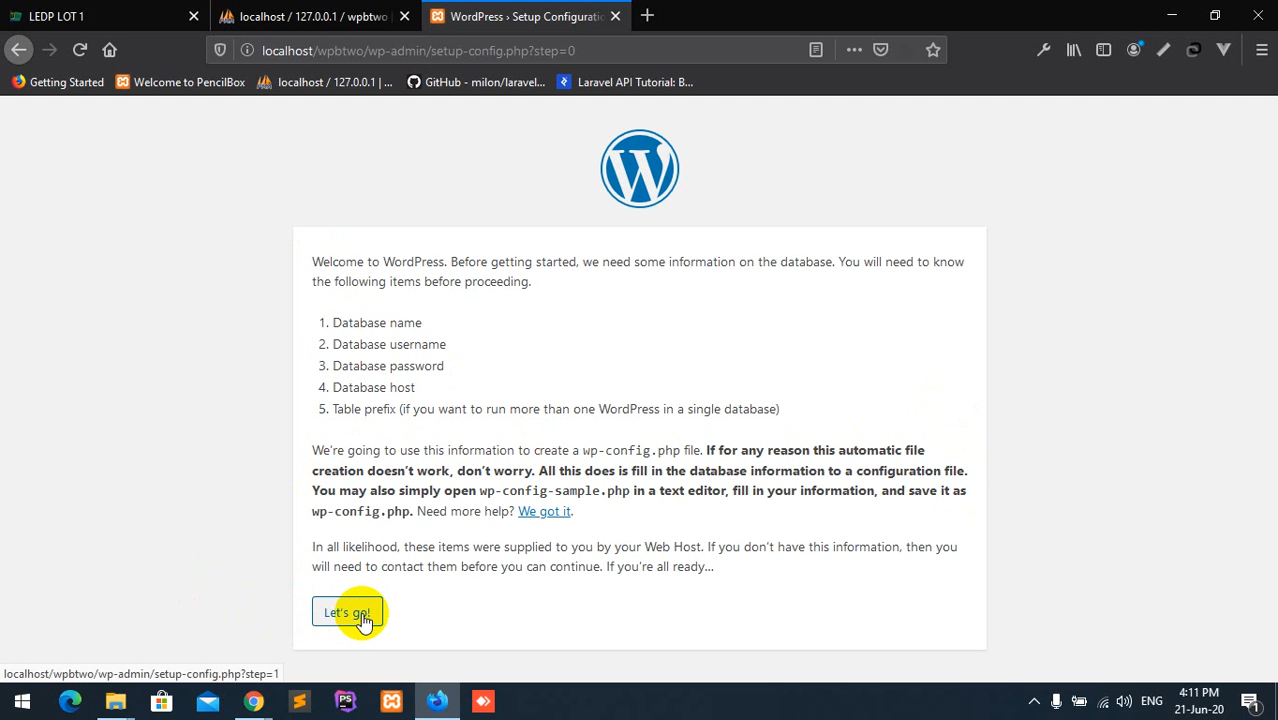 LEDP LOT 1
localhost / 127.0.0.1 / wpbtwo
WordPress › Setup Configuratio
localhost/wpbtwo/wp-admin/setup-config.php?step=0
Getting Started
Welcome to PencilBox
localhost / 127.0.0.1 | ...
GitHub - milon/laravel...
Laravel API Tutorial: B...
Welcome to WordPress. Before getting started, we need some information on the database. You will need to know
the following items before proceeding.
1. Database name
2. Database username
3. Database password
4. Database host
5. Table prefix (if you want to run more than one WordPress in a single database)
We're going to use this information to create a wp-config.php file. If for any reason this automatic file
creation doesn't work, don't worry. All this does is fill in the database information to a configuration file.
You may also simply open wp-config-sample.php in a text editor, fill in your information, and save it as
wp-config.php. Need more help? We got it.
In all likelihood, these items were supplied to you by your Web Host. If you don't have this information, then you
will need to contact them before you can continue. If you're all ready…
Let's go!
localhost/wpbtwo/wp-admin/setup-config.php?step=1
ENG
4:11 PM
21-Jun-20